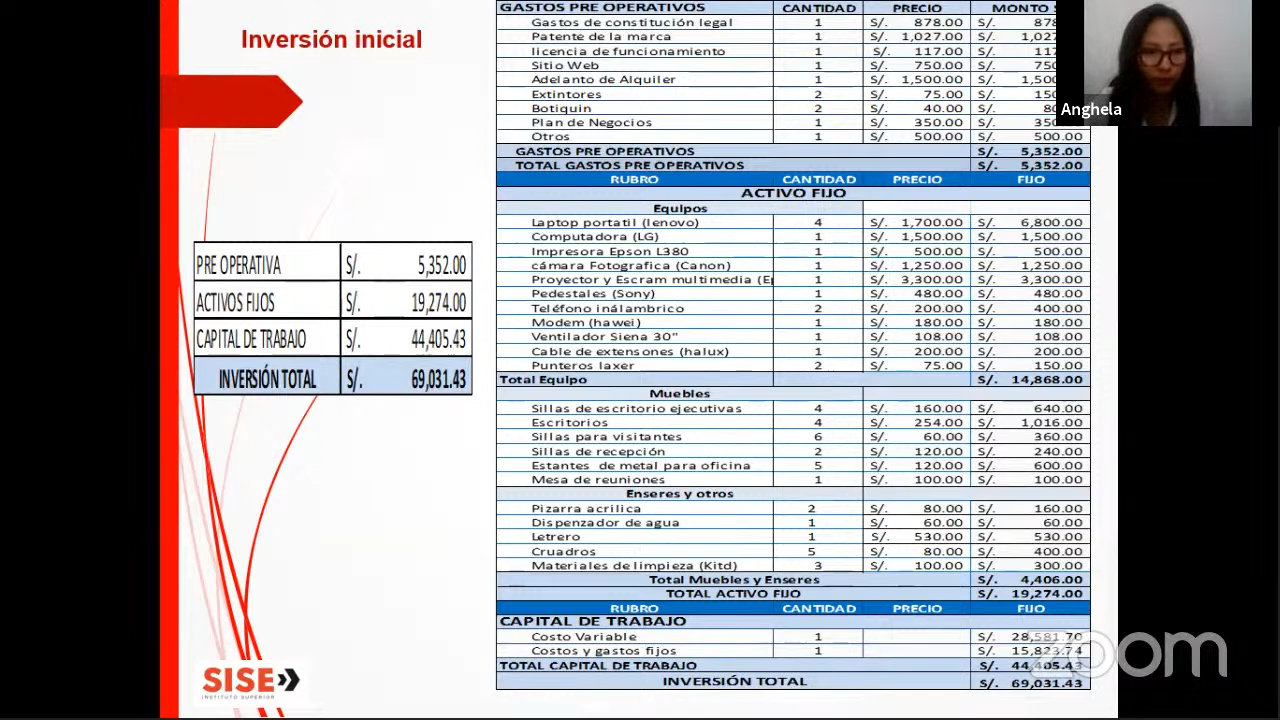 Inversión inicial
PRE OPERATIVA S/. 5,352.00
ACTIVOS FIJOS S/. 19,274.00
CAPITAL DE TRABAJO S/. 44,405.43
INVERSIÓN TOTAL S/. 69,031.43
SISE
INSTITUTO SUPERIOR
GASTOS PRE OPERATIVOS CANTIDAD PRECIO MONTO
Gastos de constitución legal 1 S/. 878.00 S/.
Patente de la marca 1 S/. 1,027.00 S/.
licencia de funcionamiento 1 S/. 117.00 S/.
Sitio Web 1 S/. 750.00 S/.
Adelanto de Alquiler 1 S/. 1,500.00 S/.
Extintores 2 S/. 75.00 S/.
Botiquin 2 S/. 40.00 S/.
Plan de Negocios 1 S/. 350.00 S/.
Otros 1 S/. 500.00 S/. 500.00
GASTOS PRE OPERATIVOS S/. 5,352.00
TOTAL GASTOS PRE OPERATIVOS S/. 5,352.00
RUBRO CANTIDAD PRECIO FIJO
ACTIVO FIJO
Equipos
Laptop portatil (lenovo) 4 S/. 1,700.00 S/. 6,800.00
Computadora (LG) 1 S/. 1,500.00 S/. 1,500.00
Impresora Epson L380 1 S/. 500.00 S/. 500.00
cámara Fotografica (Canon) 1 S/. 1,250.00 S/. 1,250.00
Proyector y Escram multimedia (Ep 1 S/. 3,300.00 S/. 3,300.00
Pedestales (Sony) 1 S/. 480.00 S/. 480.00
Teléfono inálambrico 2 S/. 200.00 S/. 400.00
Modem (hawei) 1 S/. 180.00 S/. 180.00
Ventilador Siena 30" 1 S/. 108.00 S/. 108.00
Cable de extensones (halux) 1 S/. 200.00 S/. 200.00
Punteros laxer 2 S/. 75.00 S/. 150.00
Total Equipo S/. 14,868.00
Muebles
Sillas de escritorio ejecutivas 4 S/. 160.00 S/. 640.00
Escritorios 4 S/. 254.00 S/. 1,016.00
Sillas para visitantes 6 S/. 60.00 S/. 360.00
Sillas de recepción 2 S/. 120.00 S/. 240.00
Estantes de metal para oficina 5 S/. 120.00 S/. 600.00
Mesa de reuniones 1 S/. 100.00 S/. 100.00
Enseres y otros
Pizarra acrilica 2 S/. 80.00 S/. 160.00
Dispenzador de agua 1 S/. 60.00 S/. 60.00
Letrero 1 S/. 530.00 S/. 530.00
Cruadros 5 S/. 80.00 S/. 400.00
Materiales de limpieza (Kitd) 3 S/. 100.00 S/. 300.00
Total Muebles y Enseres S/. 4,406.00
TOTAL ACTIVO FIJO S/. 19,274.00
RUBRO CANTIDAD PRECIO FIJO
CAPITAL DE TRABAJO
Costo Variable 1 S/. 28,581.70
Costos y gastos fijos 1 S/. 15,823.74
TOTAL CAPITAL DE TRABAJO S/. 44,405.43
INVERSIÓN TOTAL S/. 69,031.43
Anghela
zoom